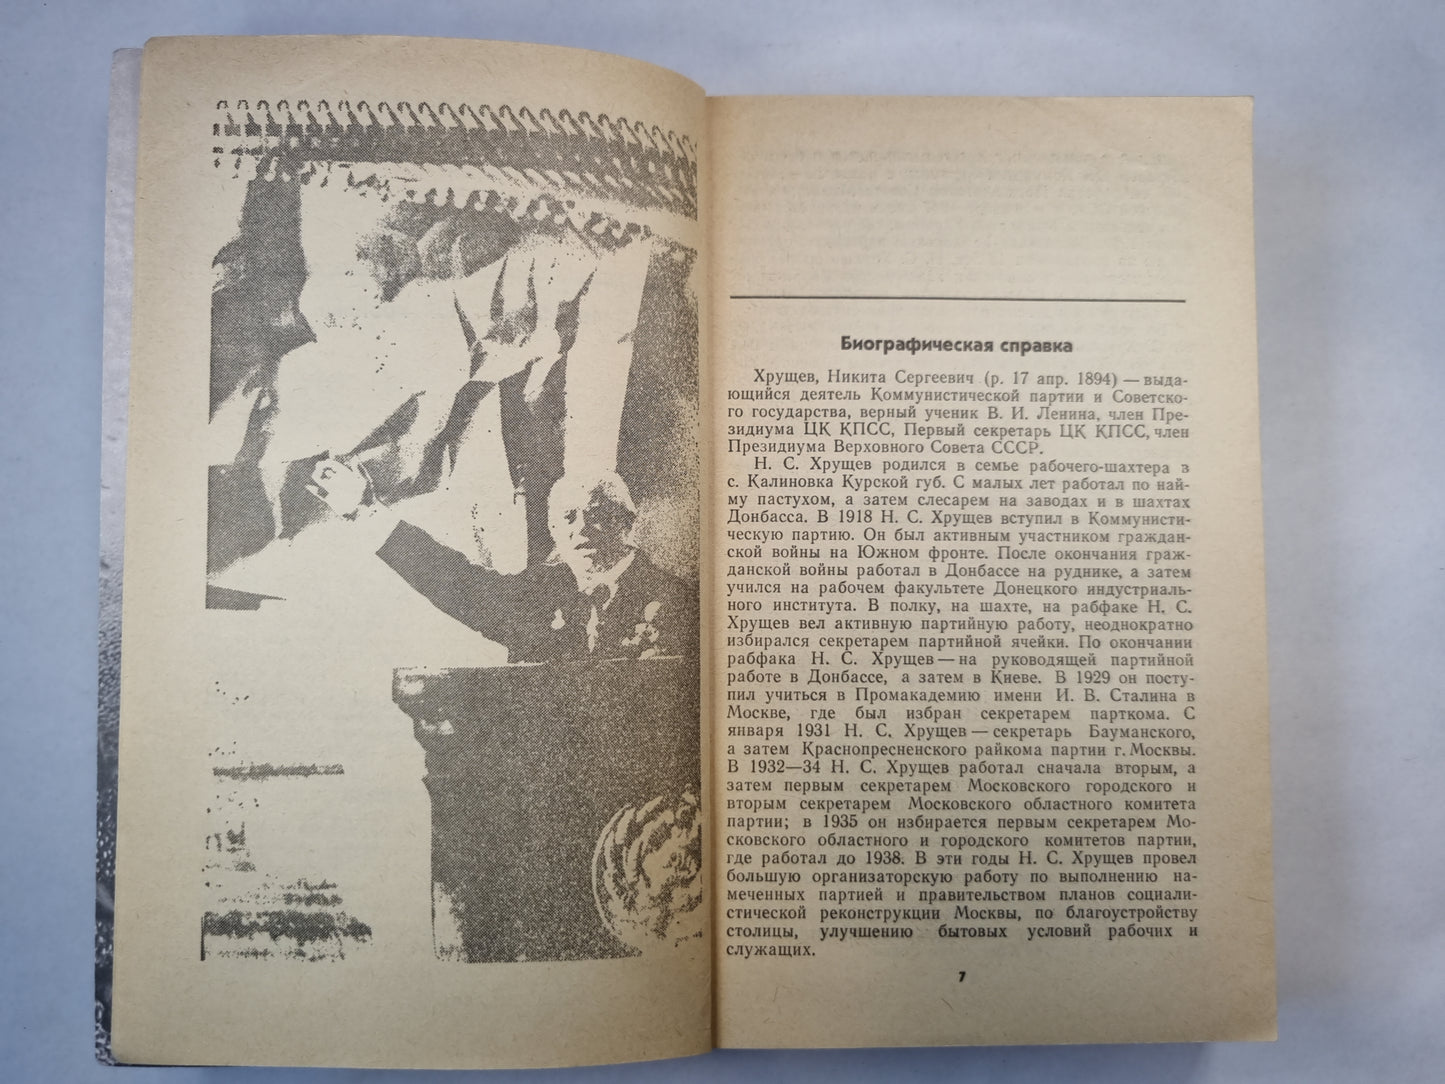 Биографическая справка
Хрущев, Никита Сергеевич (р. 17 апр. 1894) — выда-
ющийся деятель Коммунистической партии и Советско-
го государства, верный ученик В. И. Ленина, член Пре-
зидиума ЦК КПСС, Первый секретарь ЦК КПСС, член
Президиума Верховного Совета СССР.
Н. С. Хрущев родился в семье рабочего-шахтера в
с. Калиновка Курской губ. С малых лет работал по най-
му пастухом, а затем слесарем на заводах и в шахтах
Донбасса. В 1918 Н. С. Хрущев вступил в Коммунисти-
ческую партию. Он был активным участником граждан-
ской войны на Южном фронте. После окончания граж-
данской войны работал в Донбассе на руднике, а затем
учился на рабочем факультете Донецкого индустриаль-
ного института. В полку, на шахте, на рабфаке Н. С.
Хрущев вел активную партийную работу, неоднократно
избирался секретарем партийной ячейки. По окончании
рабфака Н. С. Хрущев — на руководящей партийной
работе в Донбассе, а затем в Киеве. В 1929 он посту-
пил учиться в Промакадемию имени И. В. Сталина в
Москве, где был избран секретарем парткома. С
января 1931 Н. С. Хрущев — секретарь Бауманского,
а затем Краснопресненского райкома партии г. Москвы.
В 1932—34 Н. С. Хрущев работал сначала вторым, а
затем первым секретарем Московского городского и
вторым секретарем Московского областного комитета
партии; в 1935 он избирается первым секретарем Мо-
сковского областного и городского комитетов партии,
где работал до 1938. В эти годы Н. С. Хрущев провел
большую организаторскую работу по выполнению на-
меченных партией и правительством планов социали-
стической реконструкции Москвы, по благоустройству
столицы, улучшению бытовых условий рабочих и
служащих.
7